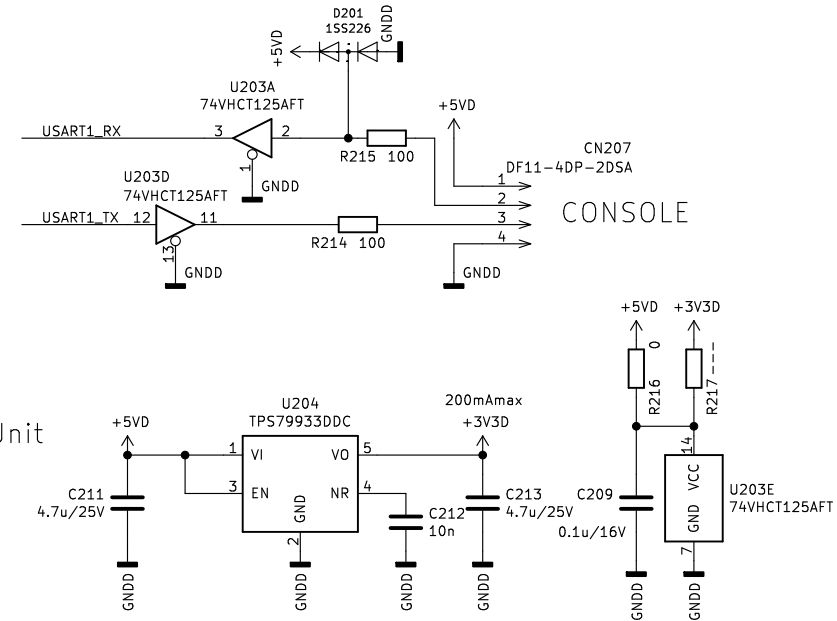 D201
1SS226
+5VD
GNDD
U203A
74VHCT125AFT
USART1_RX
3
2
1
GNDD
R215 100
+5VD
CN207
DF11-4DP-2DSA
1
2
3
4
CONSOLE
U203D
74VHCT125AFT
USART1_TX
12
11
13
GNDD
R214 100
GNDD
Unit
+5VD
U204
TPS79933DDC
200mAmax
+3V3D
1
VI
VO
5
3
EN
NR
4
GND
2
C211
4.7u/25V
C212
10n
C213
4.7u/25V
GNDD
GNDD
GNDD
GNDD
+5VD
+3V3D
R216
0
R217
---
14
VCC
GND
7
C209
0.1u/16V
U203E
74VHCT125AFT
GNDD
GNDD